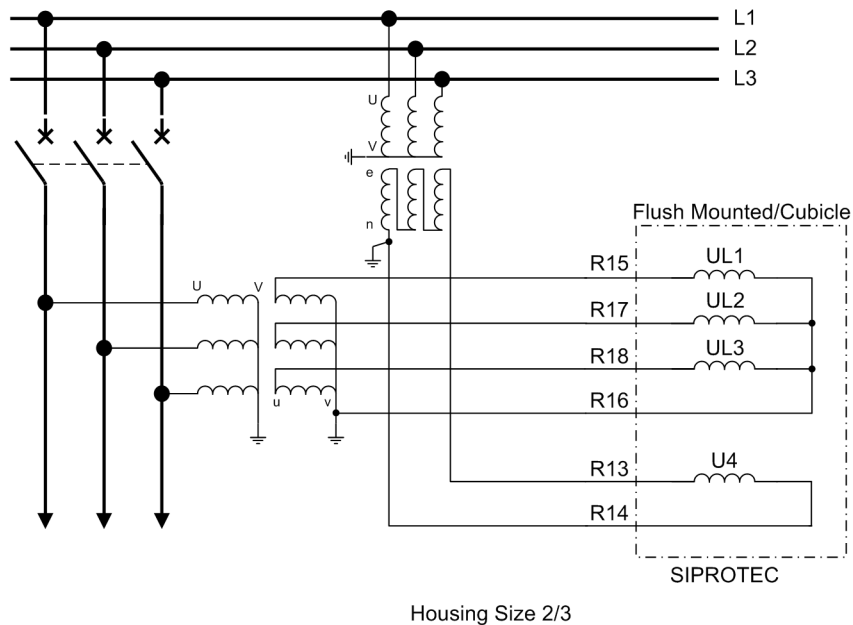 L1
L2
L3
U
V
e
n
Flush Mounted/Cubicle
R15 UL1
U V
R17 UL2
R18 UL3
u v
R16
R13 U4
R14
SIPROTEC
Housing Size 2/3